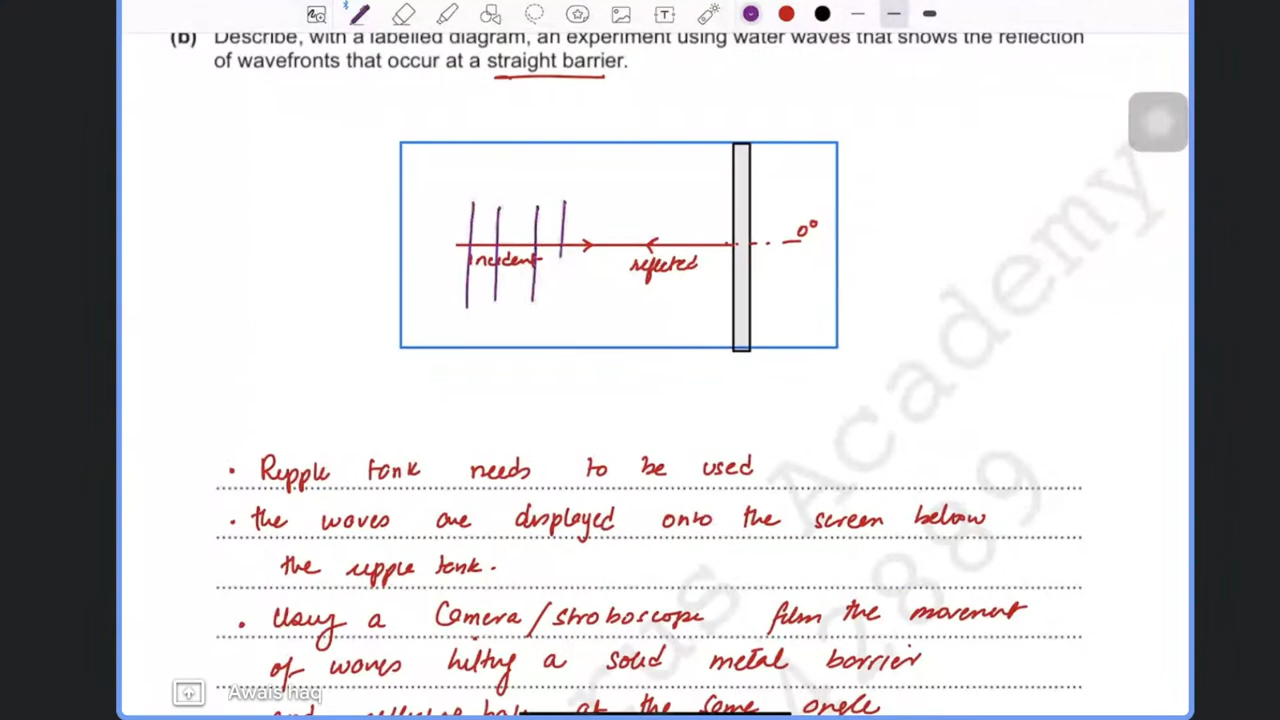 (b) Describe, with a labelled diagram, an experiment using water waves that shows the reflection
of wavefronts that occur at a straight barrier.
0°
incident
reflected
• Ripple tank needs to be used
• the waves are displayed onto the screen below
the ripple tank.
• Using a Camera/stroboscope film the movement
of waves hitting a solid metal barrier
Awais haq
at the same angle
Academy
42889
rus